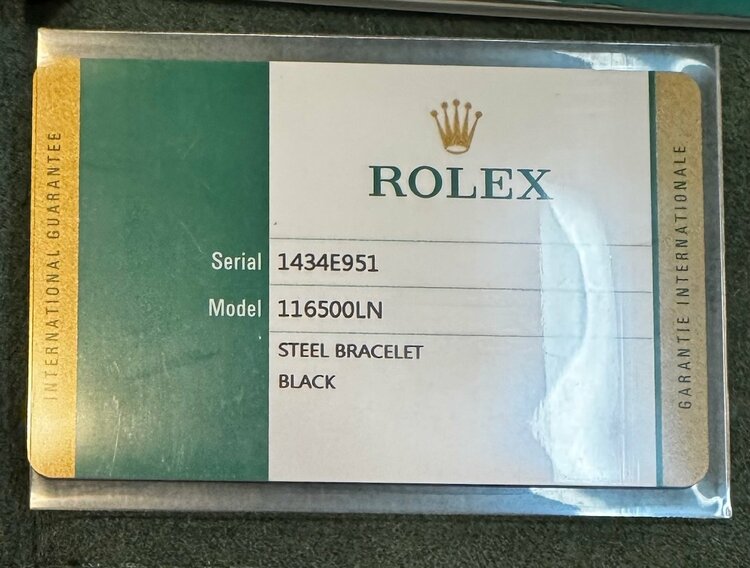 INTERNATIONAL GUARANTEE
ROLEX
Serial 1434E951
Model 116500LN
STEEL BRACELET
BLACK
GARANTIE INTERNATIONALE